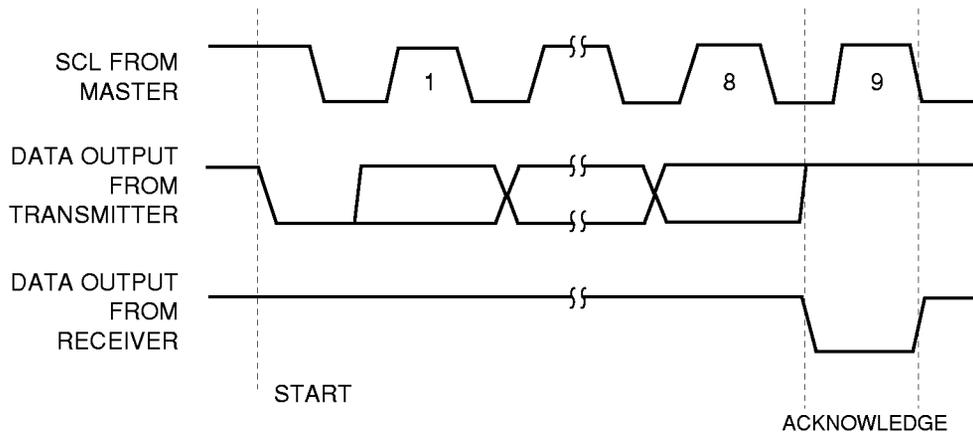 SCL FROM
MASTER
1
8
9
DATA OUTPUT
FROM
TRANSMITTER
DATA OUTPUT
FROM
RECEIVER
START
ACKNOWLEDGE